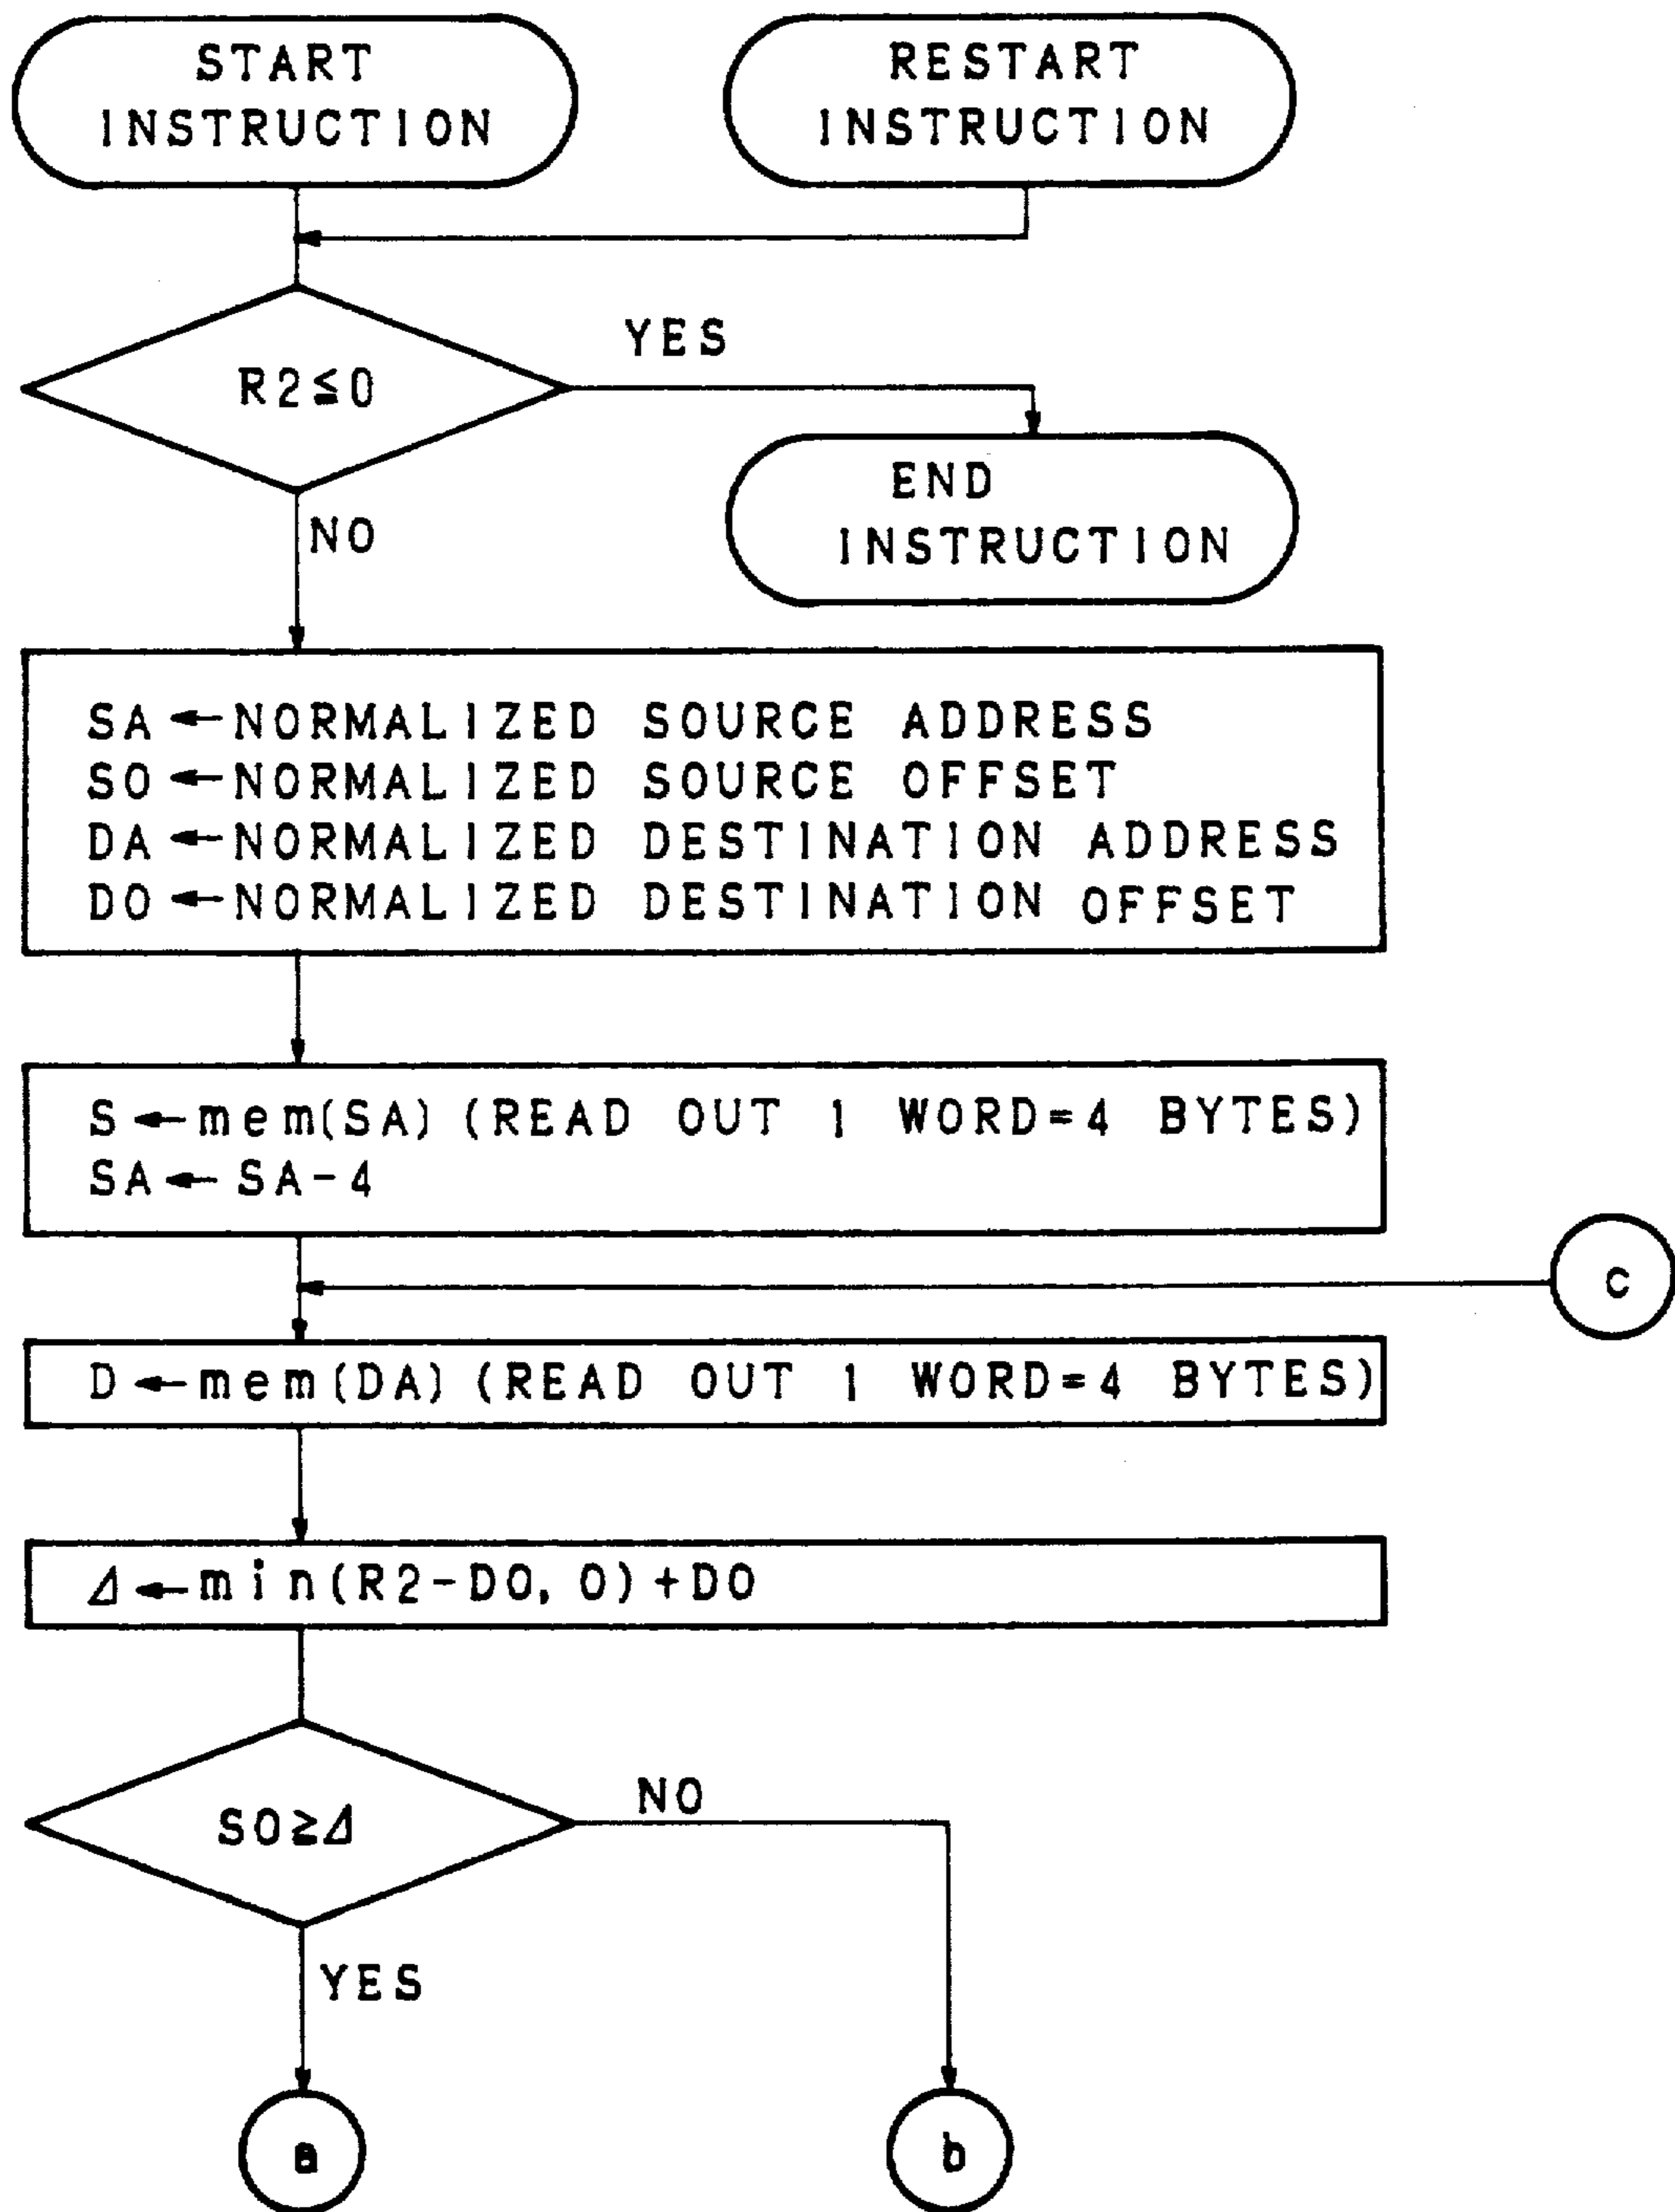 START
INSTRUCTION
RESTART
INSTRUCTION
R2≦0
YES
END
INSTRUCTION
NO
SA←NORMALIZED SOURCE ADDRESS
SO←NORMALIZED SOURCE OFFSET
DA←NORMALIZED DESTINATION ADDRESS
DO←NORMALIZED DESTINATION OFFSET
S←mem(SA) (READ OUT 1 WORD=4 BYTES)
SA←SA-4
c
D←mem(DA) (READ OUT 1 WORD=4 BYTES)
Δ←min(R2-DO, 0)+DO
SO≥Δ
NO
YES
a
b